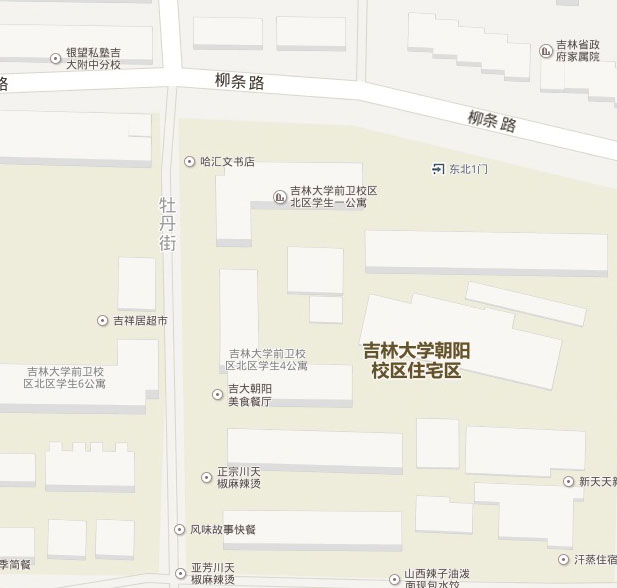 银望私塾吉
大附中分校
吉林省政
府家属院
路
柳条路
柳条路
哈汇文书店
东北1门
吉林大学前卫校区
北区学生一公寓
牡丹街
吉祥居超市
吉林大学朝阳
校区住宅区
吉林大学前卫校
区北区学生4公寓
吉林大学前卫校
区北区学生6公寓
吉大朝阳
美食餐厅
正宗川天
椒麻辣烫
新天天新
风味故事快餐
季简餐
汗蒸住宿
亚芳川天
椒麻辣烫
山西辣子油泼
面现包水饺